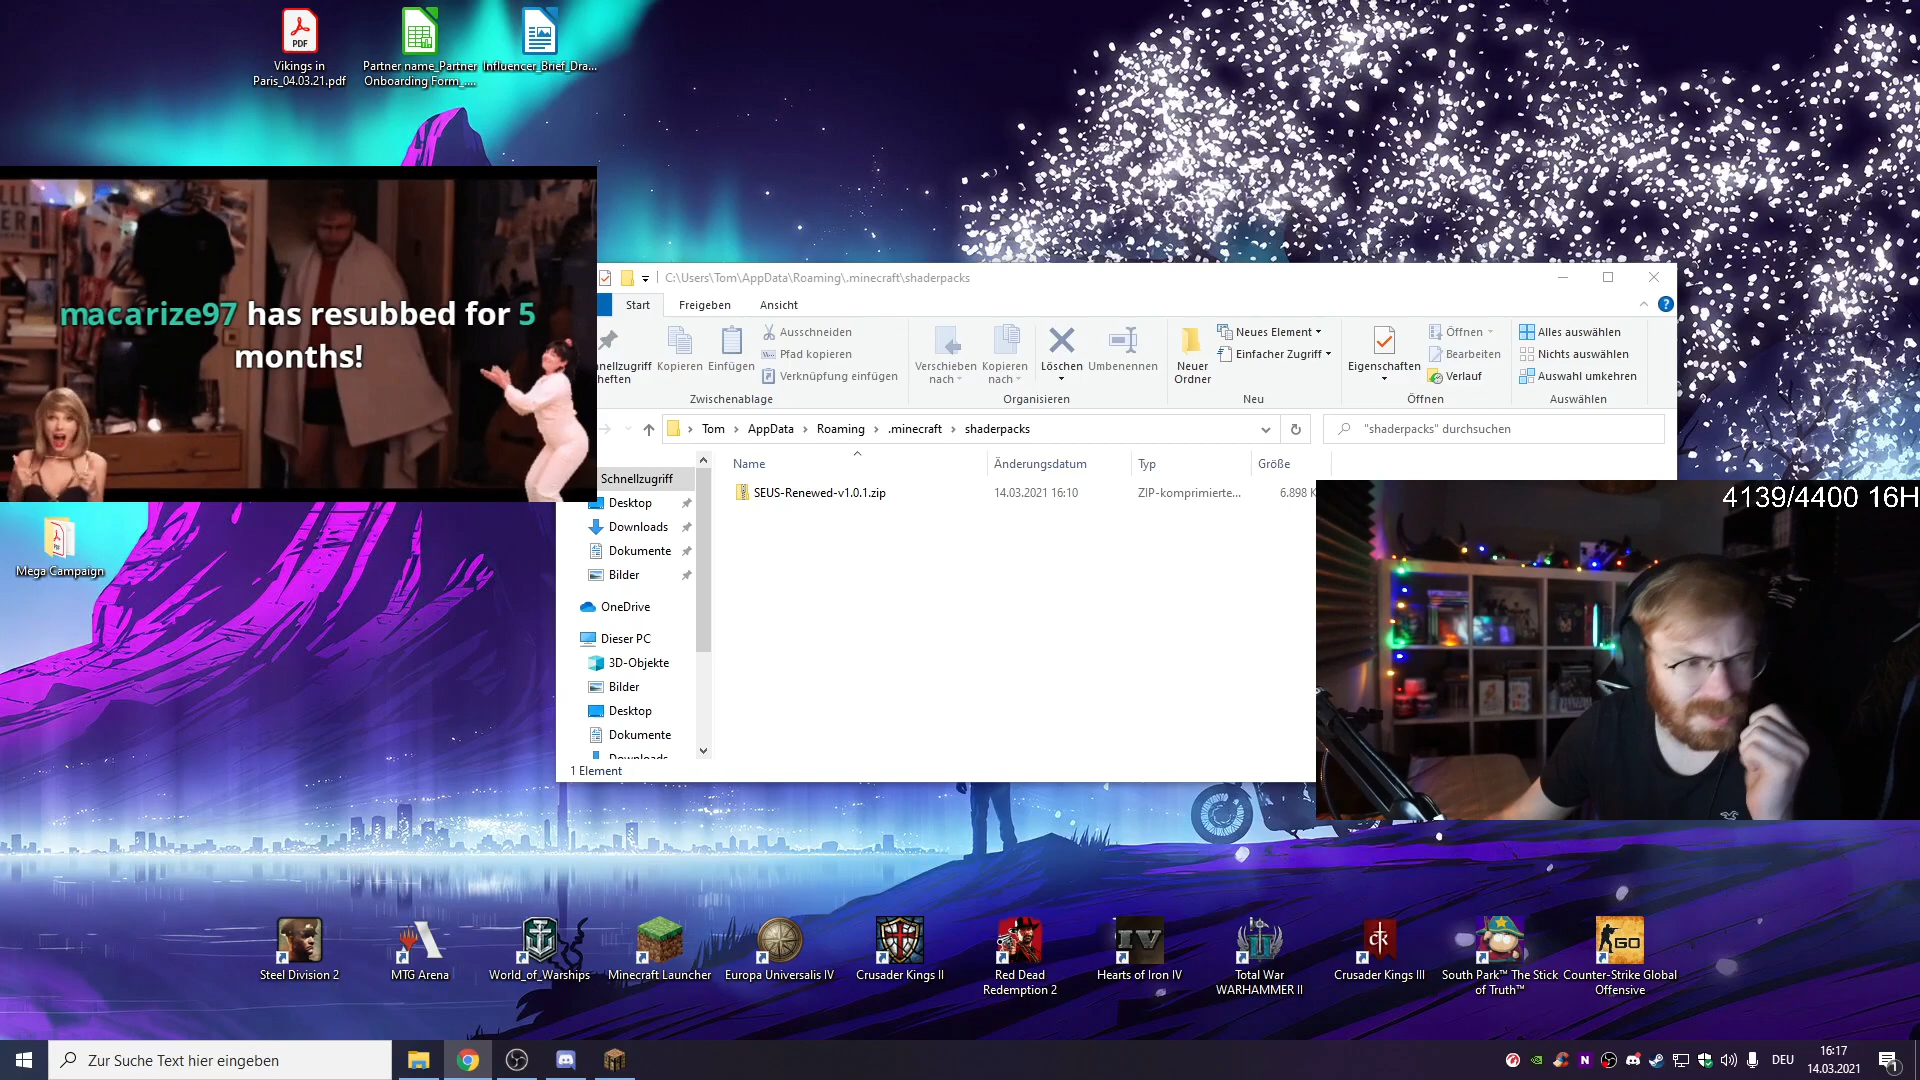 PDF
Vikings in
Paris_04.03.21.pdf
Partner name_Partner
Onboarding Form_....
Influencer_Brief_Dra...
macarize97 has resubbed for 5
months!
C:\Users\Tom\AppData\Roaming\.minecraft\shaderpacks
Start
Freigeben
Ansicht
Kopieren
Einfügen
Ausschneiden
Pfad kopieren
Verknüpfung einfügen
Zwischenablage
Verschieben
nach
Kopieren
nach
Löschen
Umbenennen
Organisieren
Neuer
Ordner
Neues Element
Einfacher Zugriff
Neu
Eigenschaften
Öffnen
Bearbeiten
Verlauf
Öffnen
Alles auswählen
Nichts auswählen
Auswahl umkehren
Auswählen
Tom
AppData
Roaming
.minecraft
shaderpacks
"shaderpacks" durchsuchen
Name
Änderungsdatum
Typ
Größe
SEUS-Renewed-v1.0.1.zip
14.03.2021 16:10
ZIP-komprimierte...
6.898 K
Schnellzugriff
Desktop
Downloads
Dokumente
Bilder
OneDrive
Dieser PC
3D-Objekte
Bilder
Desktop
Dokumente
Downloads
1 Element
4139/4400 16H
Mega Campaign
Steel Division 2
MTG Arena
World_of_Warships
Minecraft Launcher
Europa Universalis IV
Crusader Kings II
Red Dead
Redemption 2
Hearts of Iron IV
Total War
WARHAMMER II
Crusader Kings III
South Park™ The Stick
of Truth™
Counter-Strike Global
Offensive
Zur Suche Text hier eingeben
DEU
16:17
14.03.2021
1